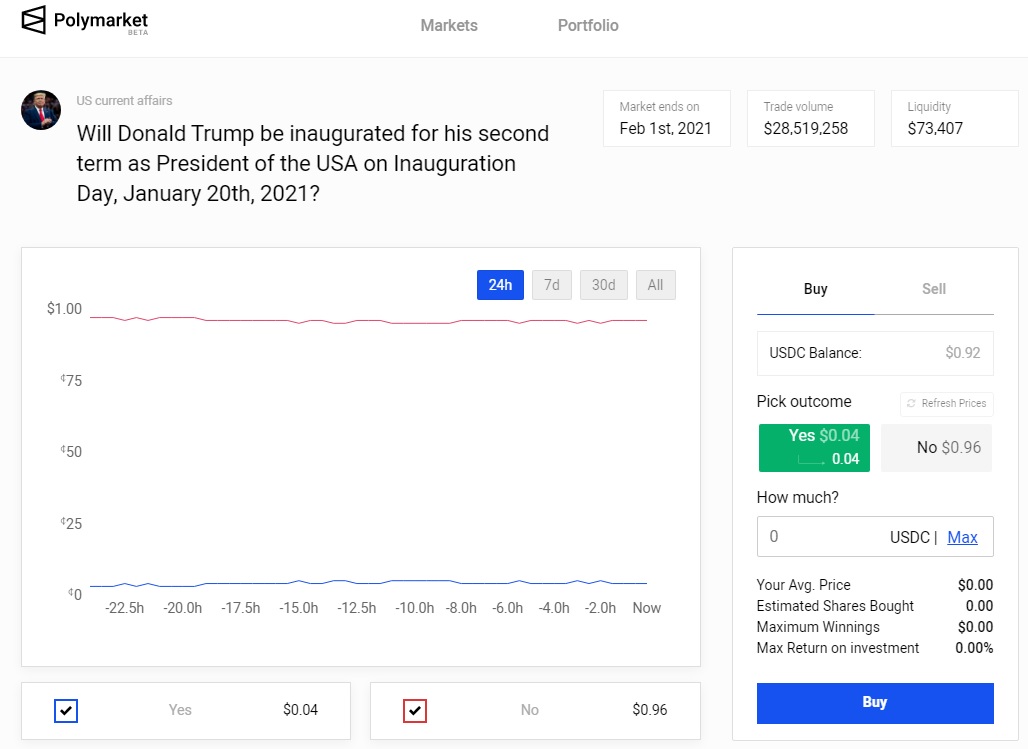 Polymarket
BETA
Markets
Portfolio
US current affairs
Will Donald Trump be inaugurated for his second
term as President of the USA on Inauguration
Day, January 20th, 2021?
Market ends on
Feb 1st, 2021
Trade volume
$28,519,258
Liquidity
$73,407
24h 7d 30d All
$1.00
¢75
¢50
¢25
¢0
-22.5h -20.0h -17.5h -15.0h -12.5h -10.0h -8.0h -6.0h -4.0h -2.0h Now
Yes $0.04
No $0.96
Buy Sell
USDC Balance: $0.92
Pick outcome Refresh Prices
Yes $0.04
0.04
No $0.96
How much?
0 USDC | Max
Your Avg. Price $0.00
Estimated Shares Bought 0.00
Maximum Winnings $0.00
Max Return on investment 0.00%
Buy